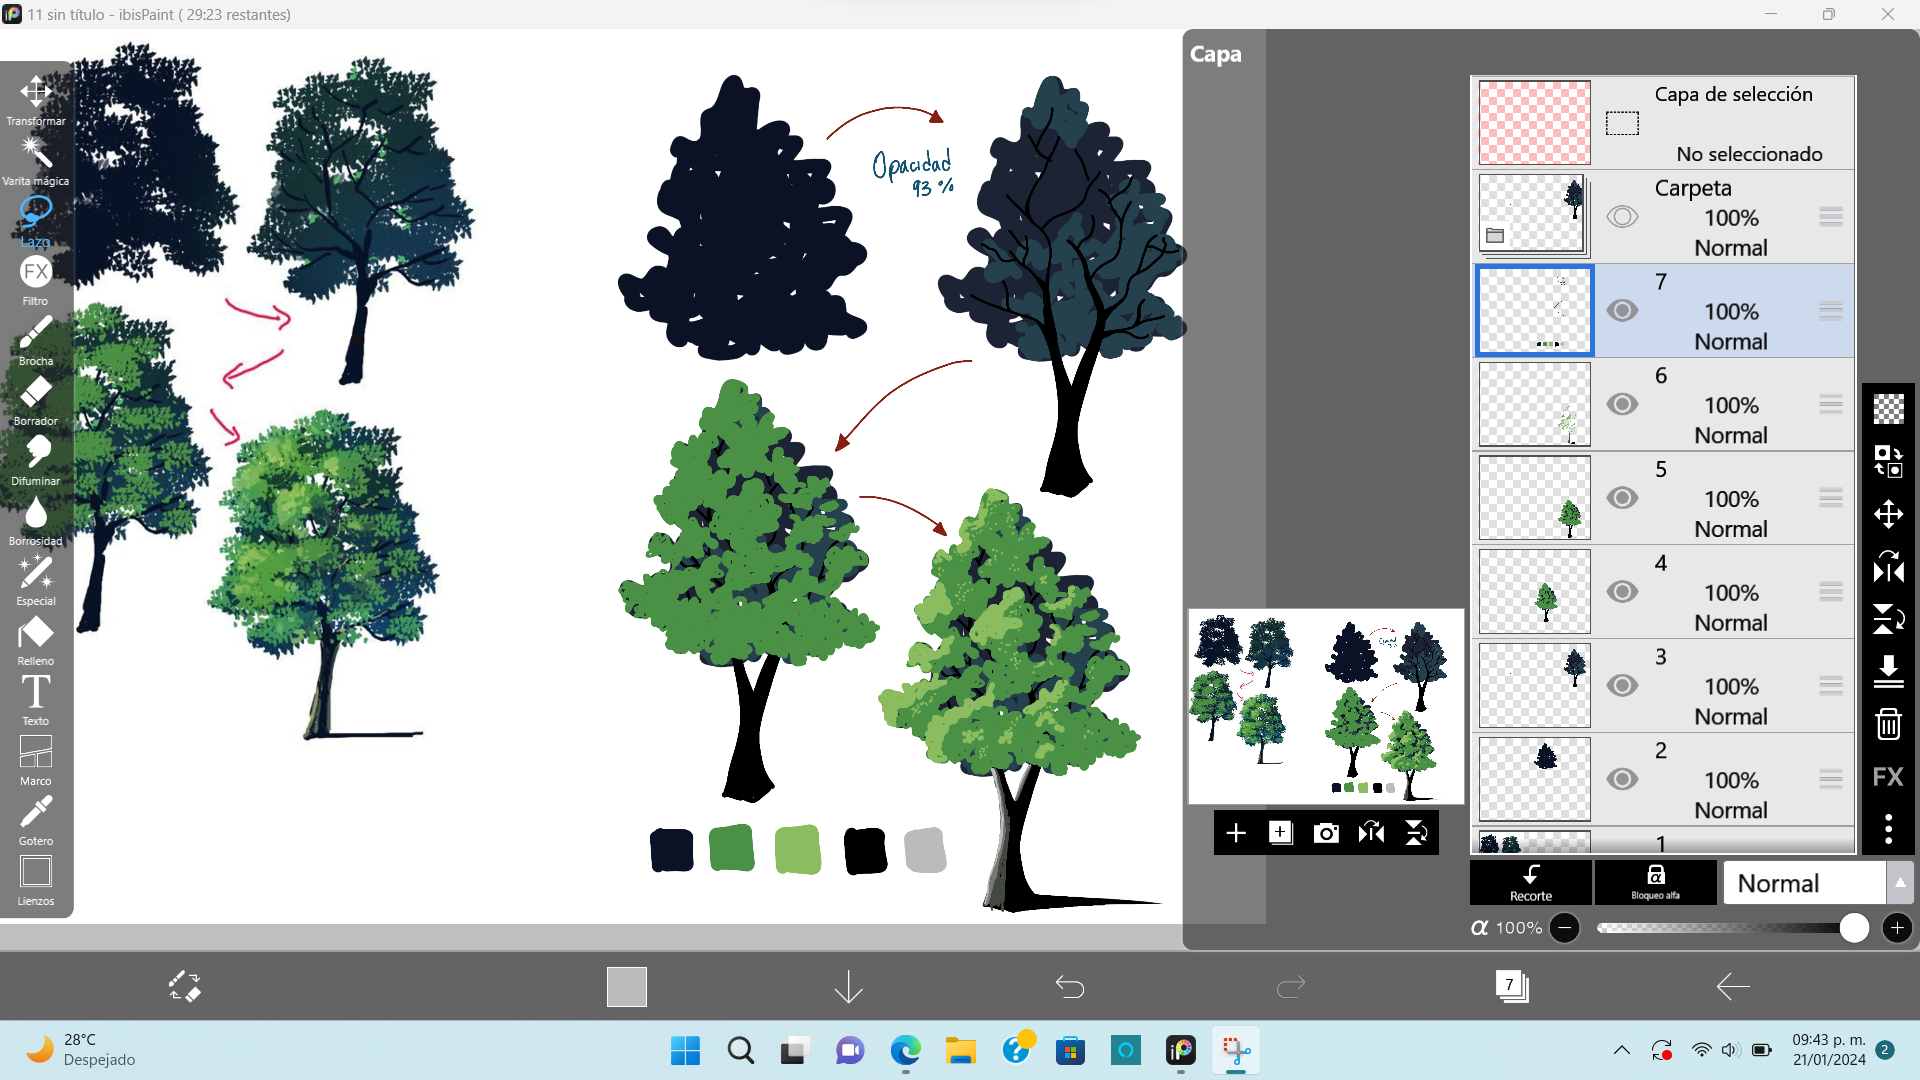 11 sin título - ibisPaint ( 29:23 restantes)
Transformar
Varita mágica
Lazo
FX
Filtro
Brocha
Borrador
Difuminar
Borrosidad
Especial
Relleno
T
Texto
Marco
Gotero
Lienzos
Opacidad
93 %
Capa
Capa de selección
No seleccionado
Carpeta
100%
Normal
7
100%
Normal
6
100%
Normal
5
100%
Normal
4
100%
Normal
3
100%
Normal
2
100%
Normal
1
FX
Recorte
α
Bloqueo alfa
Normal
α 100%
7
28°C
Despejado
09:43 p. m.
21/01/2024
2